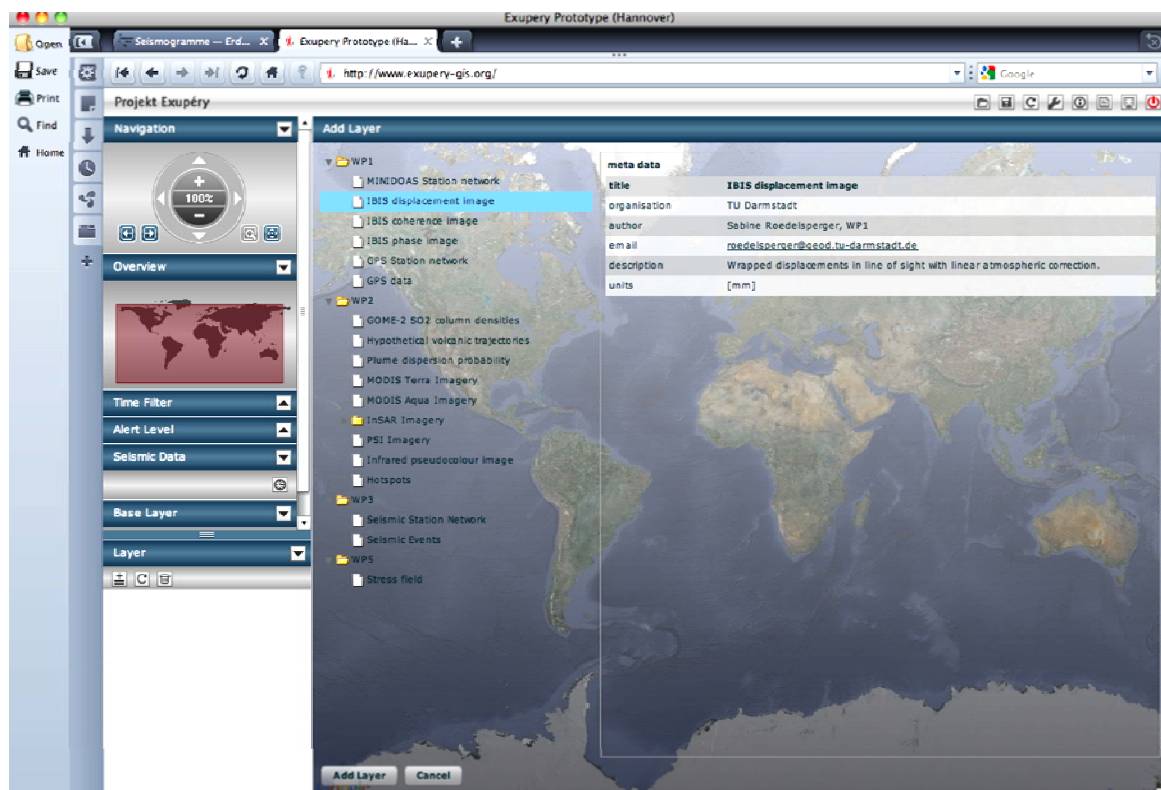 Exupery Prototype (Hannover)
Open
Save
Print
Find
Home
Seismogramme — Erd... X
Exupery Prototype (Ha... X
http://www.exupery-gis.org/
Google
Projekt Exupéry
Navigation
100%
Overview
Time Filter
Alert Level
Seismic Data
Base Layer
Layer
Add Layer
WP1
MINIDOAS Station network
IBIS displacement image
IBIS coherence image
IBIS phase image
GPS Station network
GPS data
WP2
GOME-2 SO2 column densities
Hypothetical volcanic trajectories
Plume dispersion probability
MODIS Terra Imagery
MODIS Aqua Imagery
InSAR Imagery
PSI Imagery
Infrared pseudocolour image
Hotspots
WP3
Seismic Station Network
Seismic Events
WP5
Stress field
meta data
title IBIS displacement image
organisation TU Darmstadt
author Sabine Roedelsperger, WP1
email roedelsperger@geod.tu-darmstadt.de
description Wrapped displacements in line of sight with linear atmospheric correction.
units [mm]
Add Layer Cancel